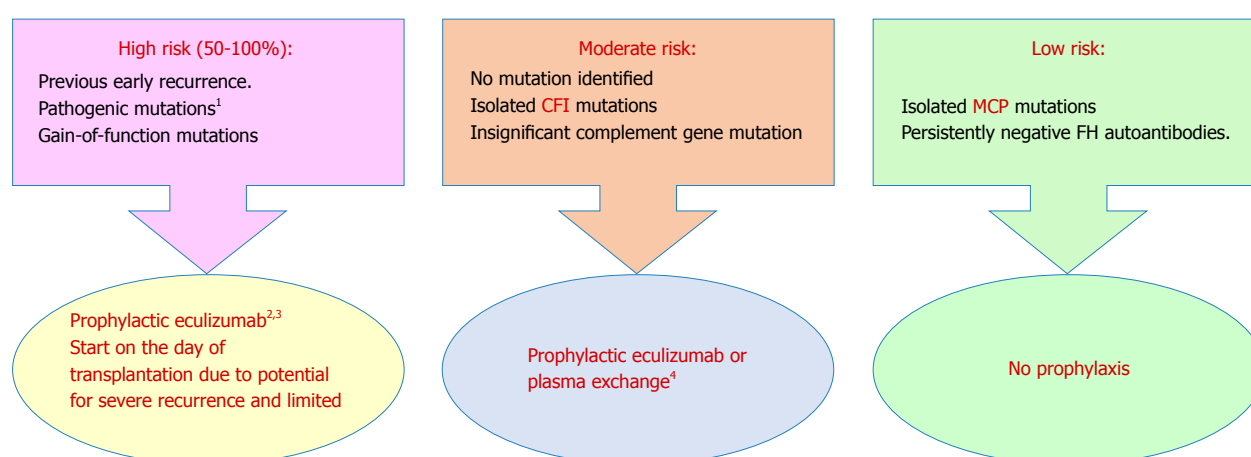 High risk (50-100%):
Previous early recurrence.
Pathogenic mutations¹
Gain-of-function mutations
Prophylactic eculizumab²,³
Start on the day of
transplantation due to potential
for severe recurrence and limited
Moderate risk:
No mutation identified
Isolated CFI mutations
Insignificant complement gene mutation
Prophylactic eculizumab or
plasma exchange⁴
Low risk:
Isolated MCP mutations
Persistently negative FH autoantibodies.
No prophylaxis